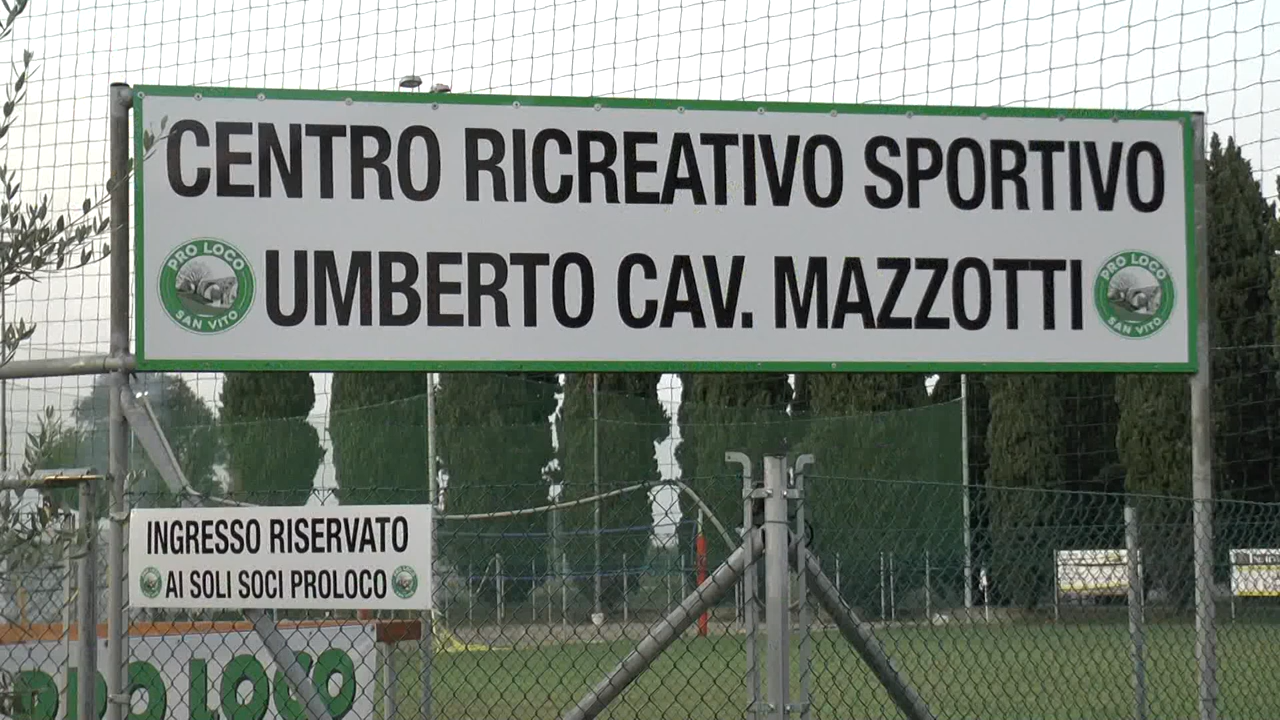 CENTRO RICREATIVO SPORTIVO
PRO LOCO
SAN VITO
UMBERTO CAV. MAZZOTTI
PRO LOCO
SAN VITO
INGRESSO RISERVATO
AI SOLI SOCI PROLOCO
PRO LOCO